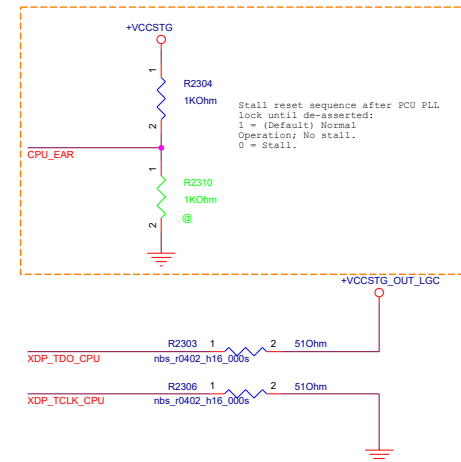 +VCCSTG
1
R2304
1KOhm
2
Stall reset sequence after PCU PLL
lock until de-asserted:
1 = (Default) Normal
Operation; No stall.
0 = Stall.
CPU_EAR
1
R2310
1KOhm
2
@
+VCCSTG_OUT_LGC
R2303 1 2 51Ohm
XDP_TDO_CPU nbs_r0402_h16_000s
R2306 1 2 51Ohm
XDP_TCLK_CPU nbs_r0402_h16_000s